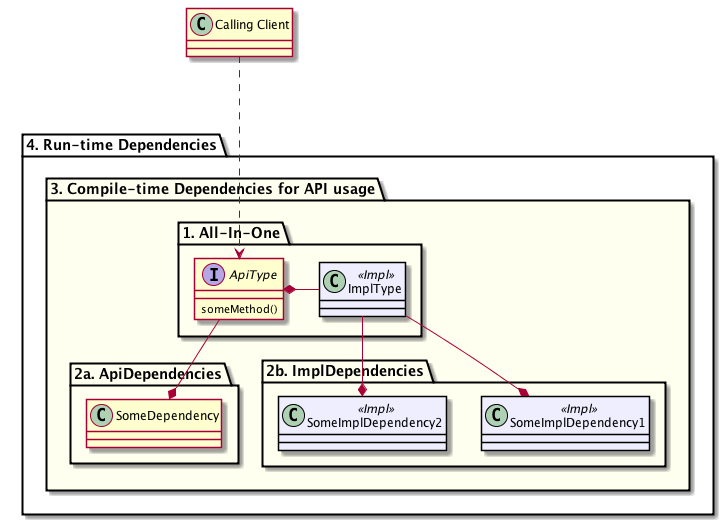 C Calling Client
4. Run-time Dependencies
3. Compile-time Dependencies for API usage
1. All-In-One
I ApiType
someMethod()
C «Impl»
ImplType
2a. ApiDependencies
C SomeDependency
2b. ImplDependencies
C «Impl»
SomeImplDependency2
C «Impl»
SomeImplDependency1